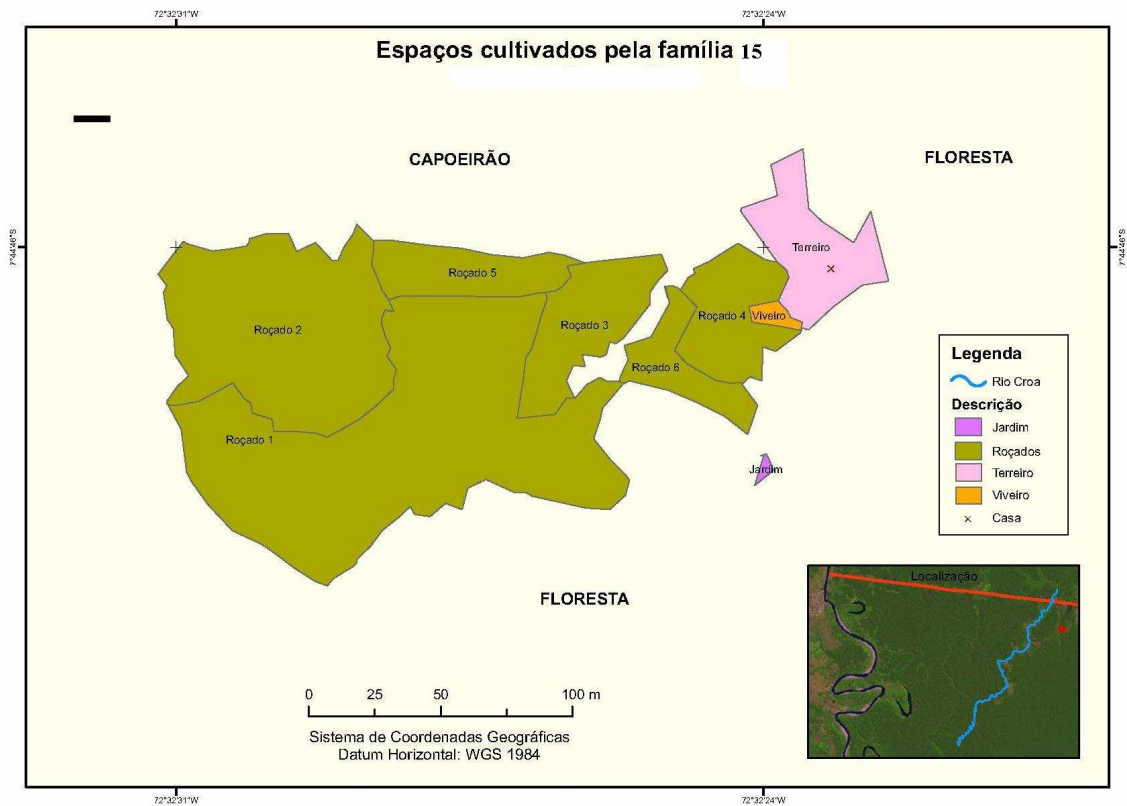 72°32'31"W
72°32'24"W
Espaços cultivados pela família 15
CAPOEIRÃO
FLORESTA
7°44'46"S
7°44'46"S
Terreiro
Roçado 5
Roçado 2
Roçado 3
Roçado 4
Viveiro
Roçado 6
Roçado 1
Jardim
Legenda
Rio Croa
Descrição
Jardim
Roçados
Terreiro
Viveiro
Casa
Localização
FLORESTA
0 25 50 100 m
Sistema de Coordenadas Geográficas
Datum Horizontal: WGS 1984
72°32'31"W
72°32'24"W